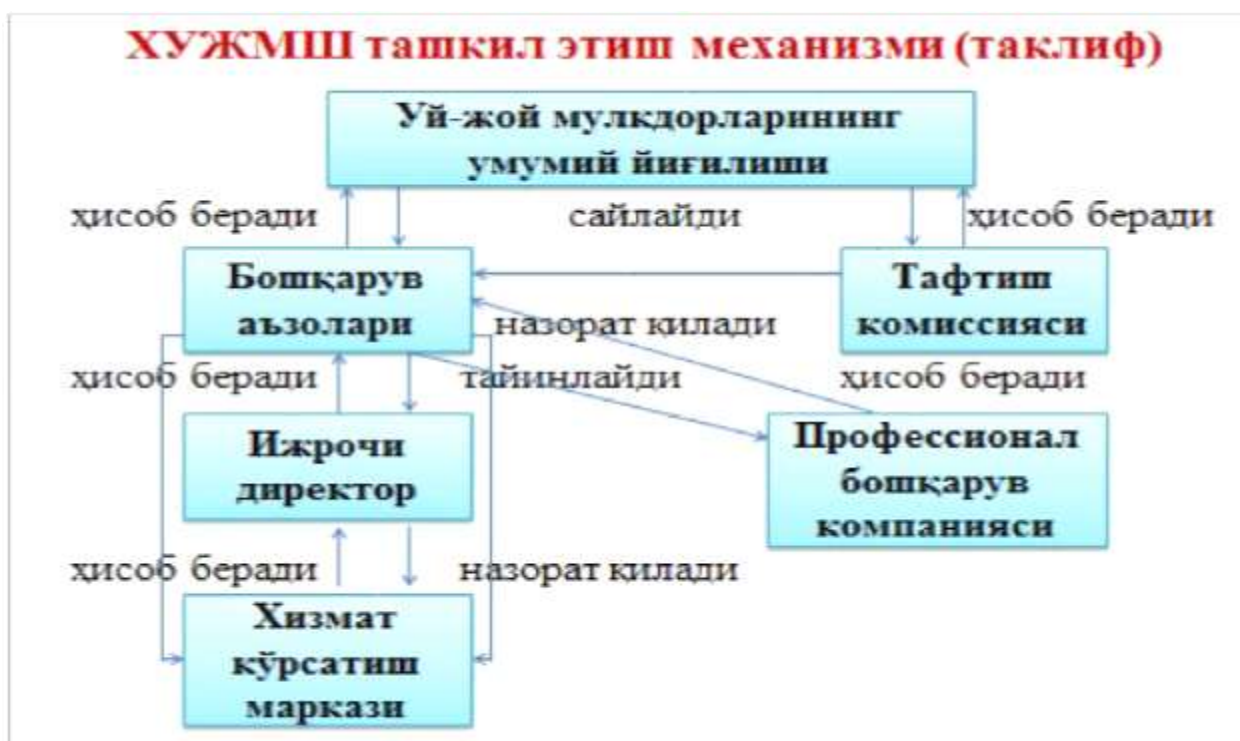 ХУЖМШ ташкил этиш механизми (таклиф)
Уй-жой мулкдорларининг
умумий йиғилиши
ҳисоб беради
сайлайди
ҳисоб беради
Бошқарув
аъзолари
Тафтиш
комиссияси
назорат қилади
ҳисоб беради
тайинлайди
ҳисоб беради
Ижрочи
директор
Профессионал
бошқарув
компанияси
ҳисоб беради
назорат қилади
Хизмат
кўрсатиш
маркази